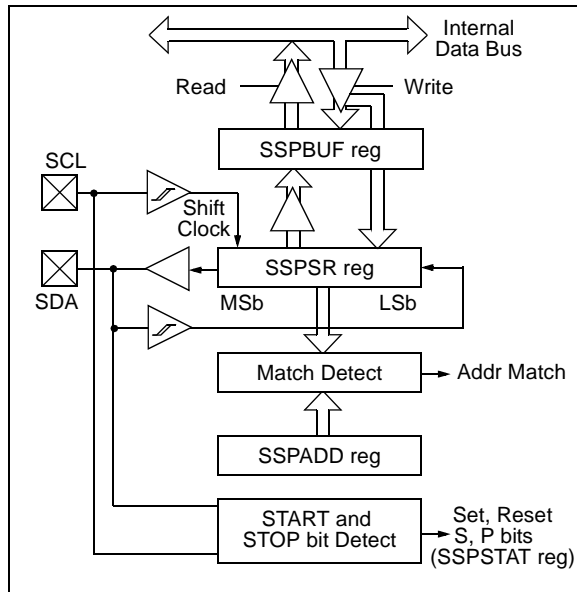 Internal
Data Bus
Read
Write
SSPBUF reg
SCL
Shift
Clock
SSPSR reg
SDA
MSb
LSb
Match Detect
Addr Match
SSPADD reg
START and
STOP bit Detect
Set, Reset
S, P bits
(SSPSTAT reg)